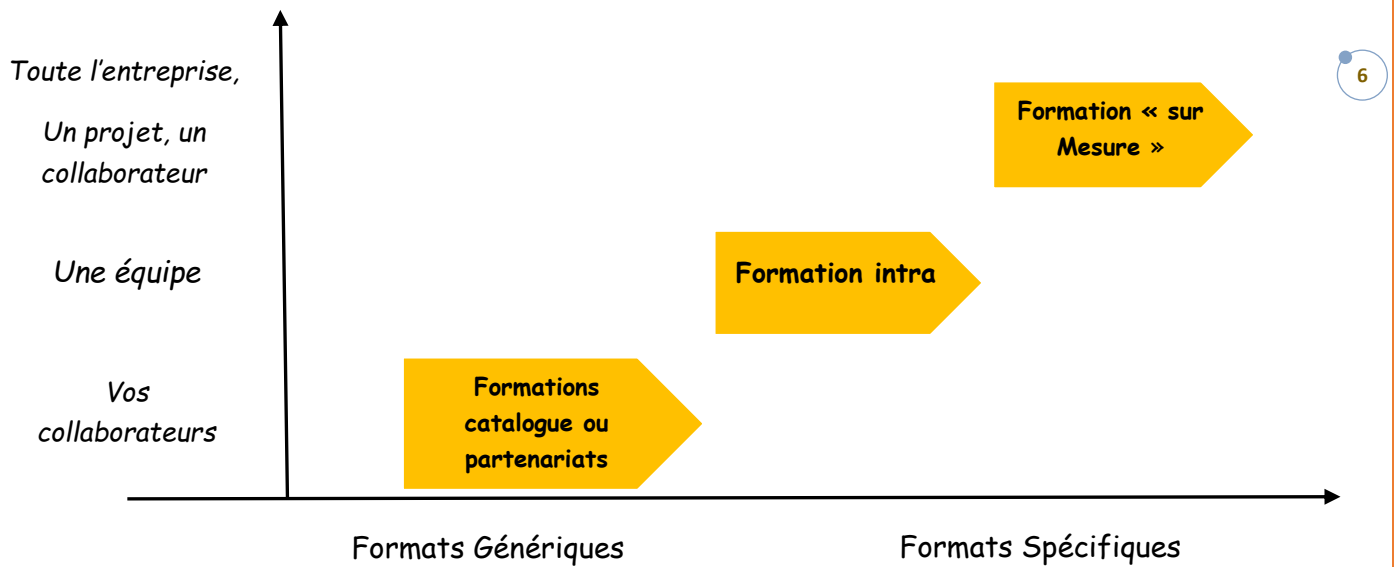 Toute l'entreprise,
6
Formation « sur
Mesure »
Un projet, un
collaborateur
Une équipe
Formation intra
Vos
collaborateurs
Formations
catalogue ou
partenariats
Formats Génériques
Formats Spécifiques